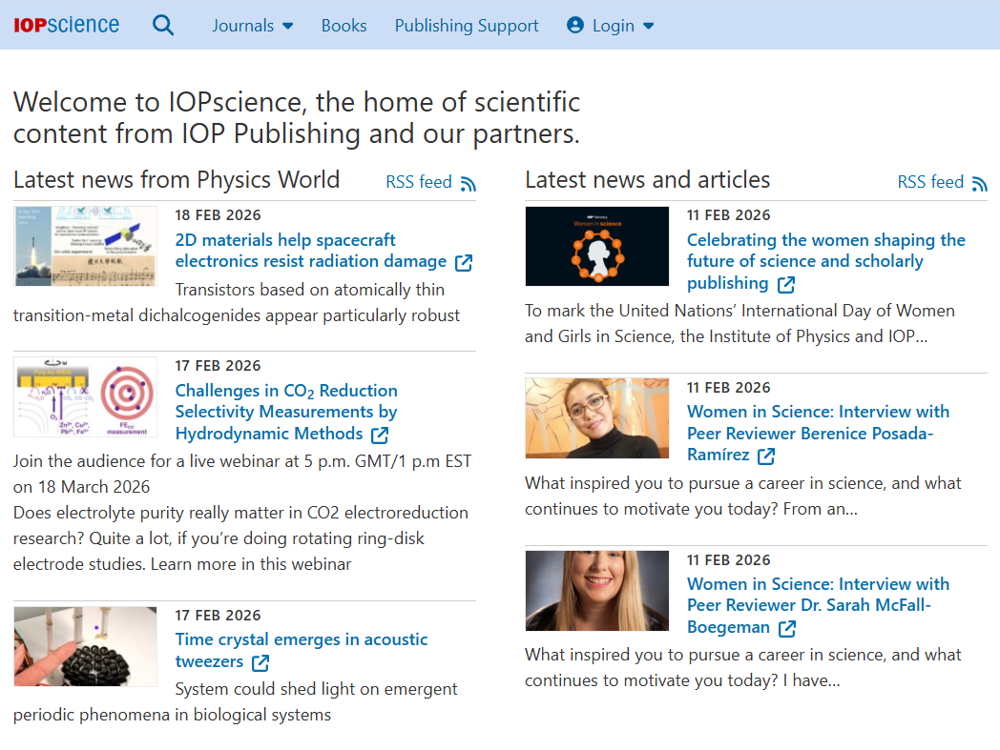 IOPscience
Journals
Books
Publishing Support
Login
Welcome to IOPscience, the home of scientific
content from IOP Publishing and our partners.
Latest news from Physics World
RSS feed
18 FEB 2026
2D materials help spacecraft
electronics resist radiation damage
Transistors based on atomically thin
transition-metal dichalcogenides appear particularly robust
17 FEB 2026
Challenges in CO2 Reduction
Selectivity Measurements by
Hydrodynamic Methods
Zn²⁺, Cu²⁺,
Pb²⁺, Fe²⁺
measurement
Join the audience for a live webinar at 5 p.m. GMT/1 p.m EST
on 18 March 2026
Does electrolyte purity really matter in CO2 electroreduction
research? Quite a lot, if you’re doing rotating ring-disk
electrode studies. Learn more in this webinar
17 FEB 2026
Time crystal emerges in acoustic
tweezers
System could shed light on emergent
periodic phenomena in biological systems
Latest news and articles
RSS feed
IOP Publishing
Women in science
11 FEB 2026
Celebrating the women shaping the
future of science and scholarly
publishing
To mark the United Nations’ International Day of Women
and Girls in Science, the Institute of Physics and IOP...
11 FEB 2026
Women in Science: Interview with
Peer Reviewer Berenice Posada-
Ramírez
What inspired you to pursue a career in science, and what
continues to motivate you today? From an...
11 FEB 2026
Women in Science: Interview with
Peer Reviewer Dr. Sarah McFall-
Boegeman
What inspired you to pursue a career in science, and what
continues to motivate you today? I have...